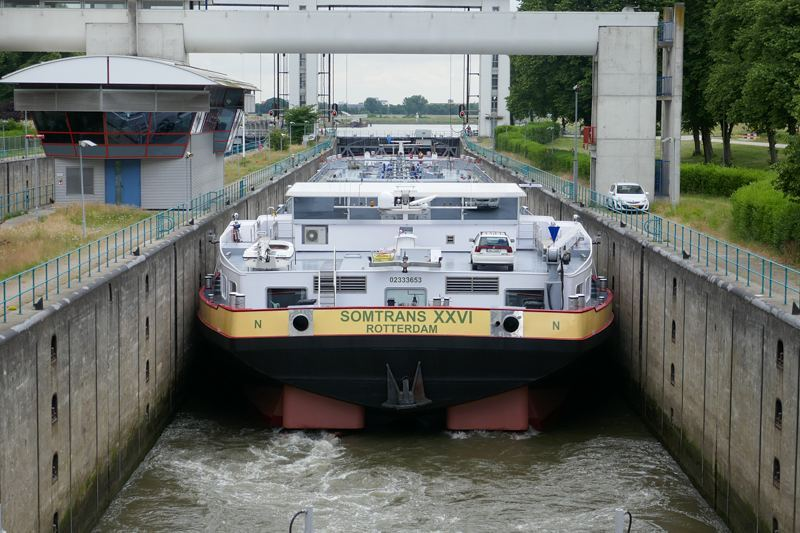 02333653
N SOMTRANS XXVI N
ROTTERDAM